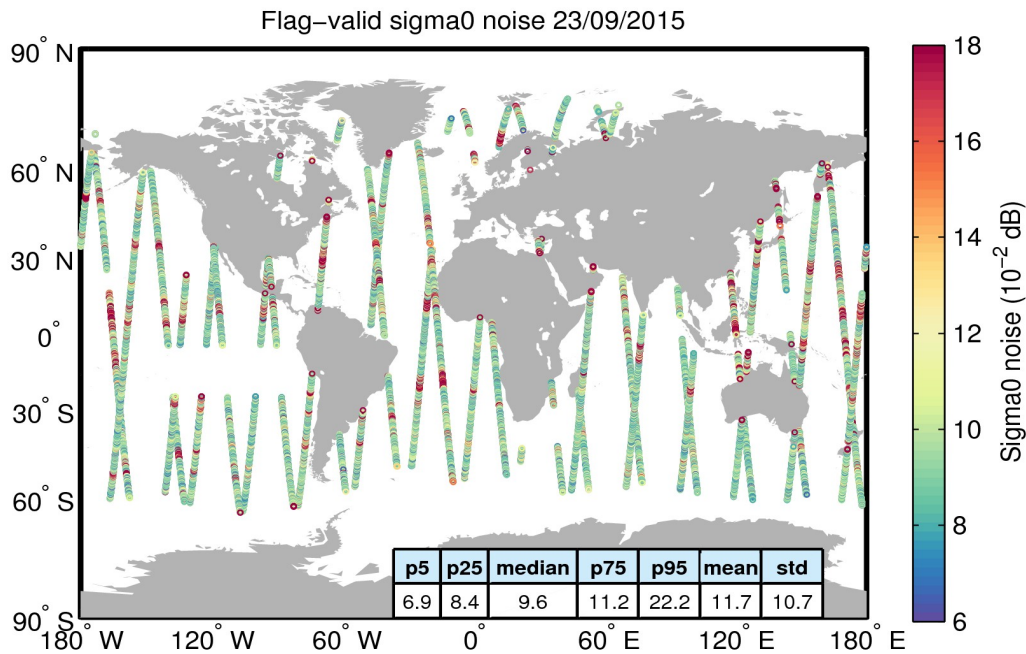 Flag−valid sigma0 noise 23/09/2015
90° N
60° N
30° N
0°
30° S
60° S
90° S
180° W
120° W
60° W
0°
60° E
120° E
180° E
p5 p25 median p75 p95 mean std
6.9 8.4 9.6 11.2 22.2 11.7 10.7
18
16
14
12
10
8
6
Sigma0 noise (10⁻² dB)